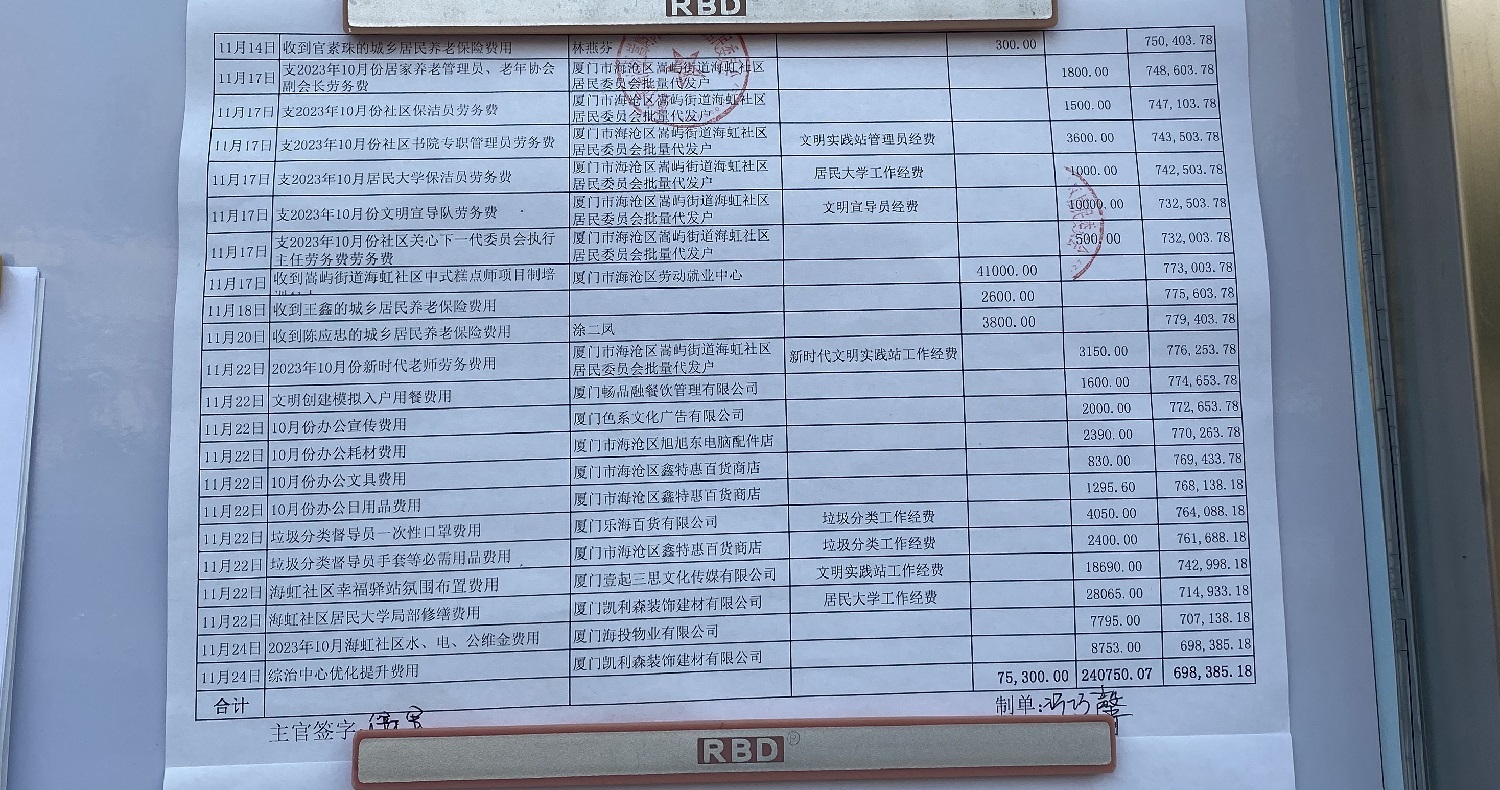 RBD
11月14日 收到官素珠的城乡居民养老保险费用 林燕芬 300.00 750,403.78
11月17日 支2023年10月份居家养老管理员、老年协会 厦门市海沧区嵩屿街道海虹社区 1800.00 748,603.78
副会长劳务费 居民委员会批量代发户
11月17日 支2023年10月份社区保洁员劳务费 厦门市海沧区嵩屿街道海虹社区 1500.00 747,103.78
居民委员会批量代发户
11月17日 支2023年10月份社区书院专职管理员劳务费 厦门市海沧区嵩屿街道海虹社区 文明实践站管理员经费 3600.00 743,503.78
居民委员会批量代发户
11月17日 支2023年10月居民大学保洁员劳务费 厦门市海沧区嵩屿街道海虹社区 居民大学工作经费 1000.00 742,503.78
居民委员会批量代发户
11月17日 支2023年10月份文明宣导队劳务费 厦门市海沧区嵩屿街道海虹社区 文明宣导员经费 10000.00 732,503.78
居民委员会批量代发户
11月17日 支2023年10月份社区关心下一代委员会执行 厦门市海沧区嵩屿街道海虹社区 500.00 732,003.78
主任劳务费劳务费 居民委员会批量代发户
11月17日 收到嵩屿街道海虹社区中式糕点师项目制培 厦门市海沧区劳动就业中心 41000.00 773,003.78
11月18日 收到王鑫的城乡居民养老保险费用 2600.00 775,603.78
11月20日 收到陈应忠的城乡居民养老保险费用 涂二凤 3800.00 779,403.78
11月22日 2023年10月份新时代老师劳务费用 厦门市海沧区嵩屿街道海虹社区 新时代文明实践站工作经费 3150.00 776,253.78
居民委员会批量代发户
11月22日 文明创建模拟入户用餐费用 厦门畅品融餐饮管理有限公司 1600.00 774,653.78
11月22日 10月份办公宣传费用 厦门色系文化广告有限公司 2000.00 772,653.78
11月22日 10月份办公耗材费用 厦门市海沧区旭旭东电脑配件店 2390.00 770,263.78
11月22日 10月份办公文具费用 厦门市海沧区鑫特惠百货商店 830.00 769,433.78
11月22日 10月份办公日用品费用 厦门市海沧区鑫特惠百货商店 1295.60 768,138.18
11月22日 垃圾分类督导员一次性口罩费用 厦门乐海百货有限公司 垃圾分类工作经费 4050.00 764,088.18
11月22日 垃圾分类督导员手套等必需用品费用 厦门市海沧区鑫特惠百货商店 垃圾分类工作经费 2400.00 761,688.18
11月22日 海虹社区幸福驿站氛围布置费用 厦门壹起三思文化传媒有限公司 文明实践站工作经费 18690.00 742,998.18
11月22日 海虹社区居民大学局部修缮费用 厦门凯利森装饰建材有限公司 居民大学工作经费 28065.00 714,933.18
11月24日 2023年10月海虹社区水、电、公维金费用 厦门海投物业有限公司 7795.00 707,138.18
11月24日 综治中心优化提升费用 厦门凯利森装饰建材有限公司 8753.00 698,385.18
合计 75,300.00 240750.07 698,385.18
主官签字: 制单:冯巧馨
RBD®